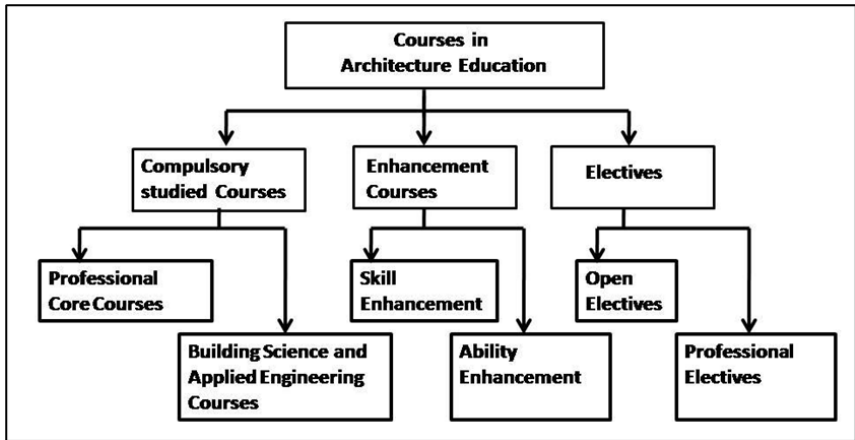 Courses in
Architecture Education
Compulsory
studied Courses
Enhancement
Courses
Electives
Professional
Core Courses
Skill
Enhancement
Open
Electives
Building Science and
Applied Engineering
Courses
Ability
Enhancement
Professional
Electives